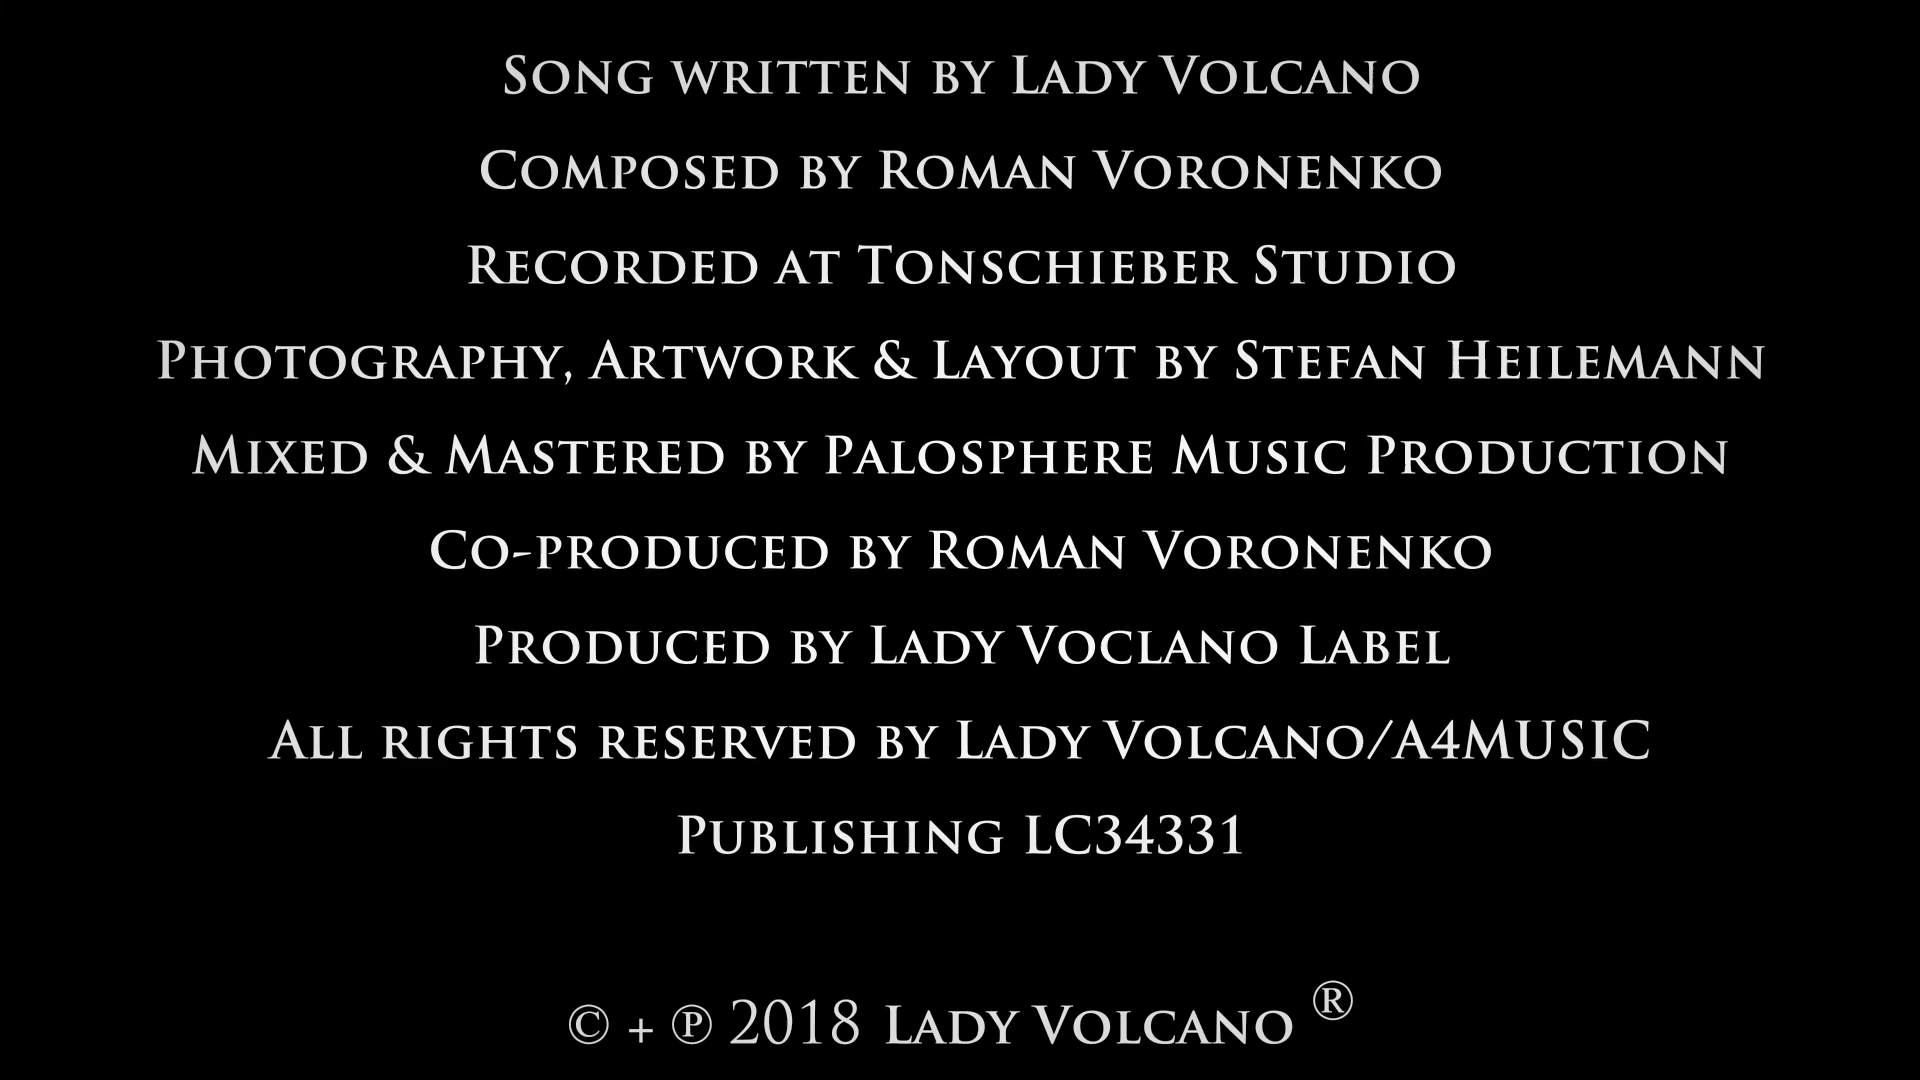 Song written by Lady Volcano
Composed by Roman Voronenko
Recorded at Tonschieber Studio
Photography, Artwork & Layout by Stefan Heilemann
Mixed & Mastered by Palosphere Music Production
Co-produced by Roman Voronenko
Produced by Lady Voclano Label
All rights reserved by Lady Volcano/A4MUSIC
Publishing LC34331
© + ℗ 2018 Lady Volcano ®